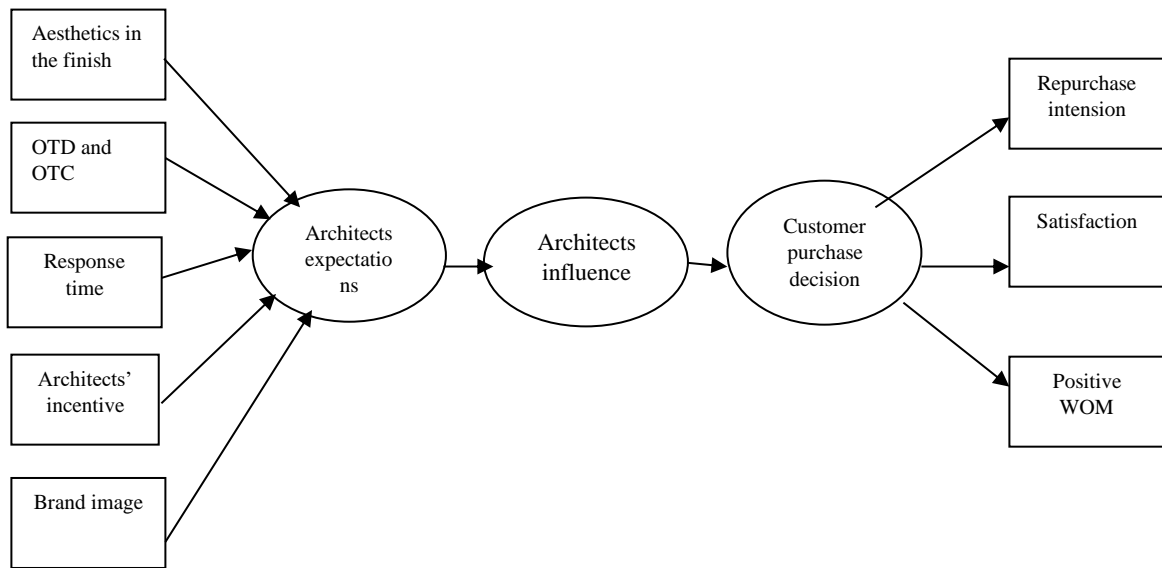 Aesthetics in
the finish
OTD and
OTC
Response
time
Architects’
incentive
Brand image
Architects
expectatio
ns
Architects
influence
Customer
purchase
decision
Repurchase
intension
Satisfaction
Positive
WOM